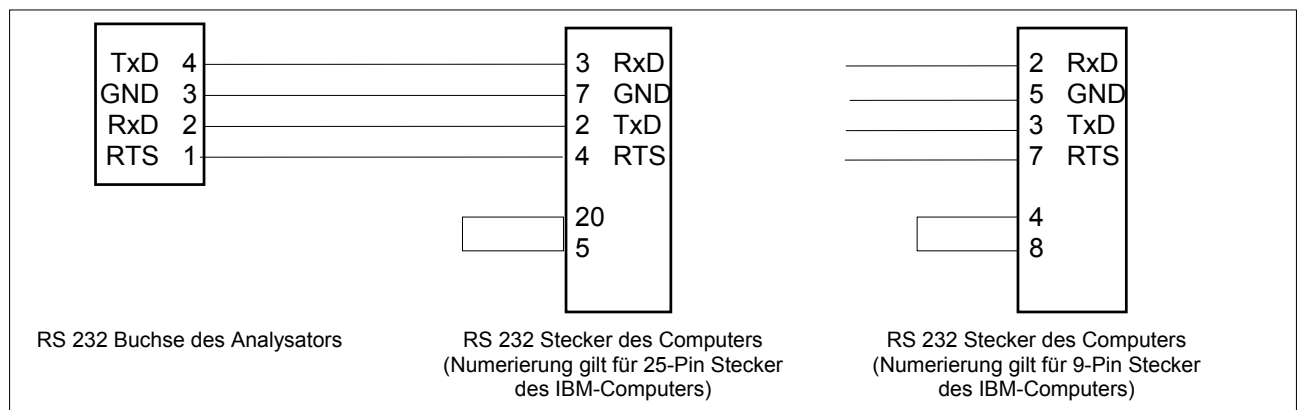 TxD 4
GND 3
RxD 2
RTS 1
3 RxD
7 GND
2 TxD
4 RTS
20
5
2 RxD
5 GND
3 TxD
7 RTS
4
8
RS 232 Buchse des Analysators
RS 232 Stecker des Computers
(Numerierung gilt für 25-Pin Stecker
des IBM-Computers)
RS 232 Stecker des Computers
(Numerierung gilt für 9-Pin Stecker
des IBM-Computers)